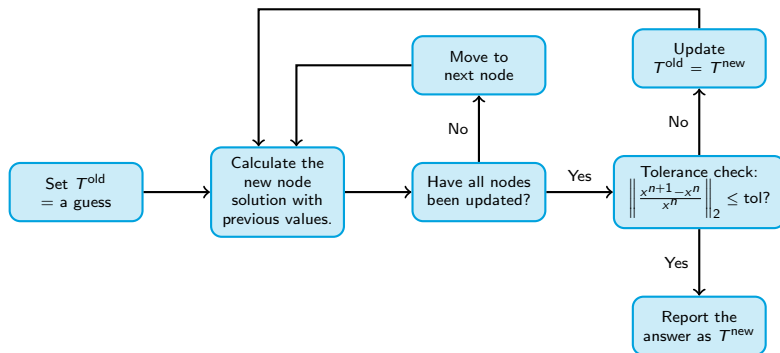 Set T^old
= a guess
Calculate the
new node
solution with
previous values.
Move to
next node
No
Have all nodes
been updated?
Yes
Update
T^old = T^new
No
Tolerance check:
‖(x^{n+1}−x^n)/x^n‖_2 ≤ tol?
Yes
Report the
answer as T^new